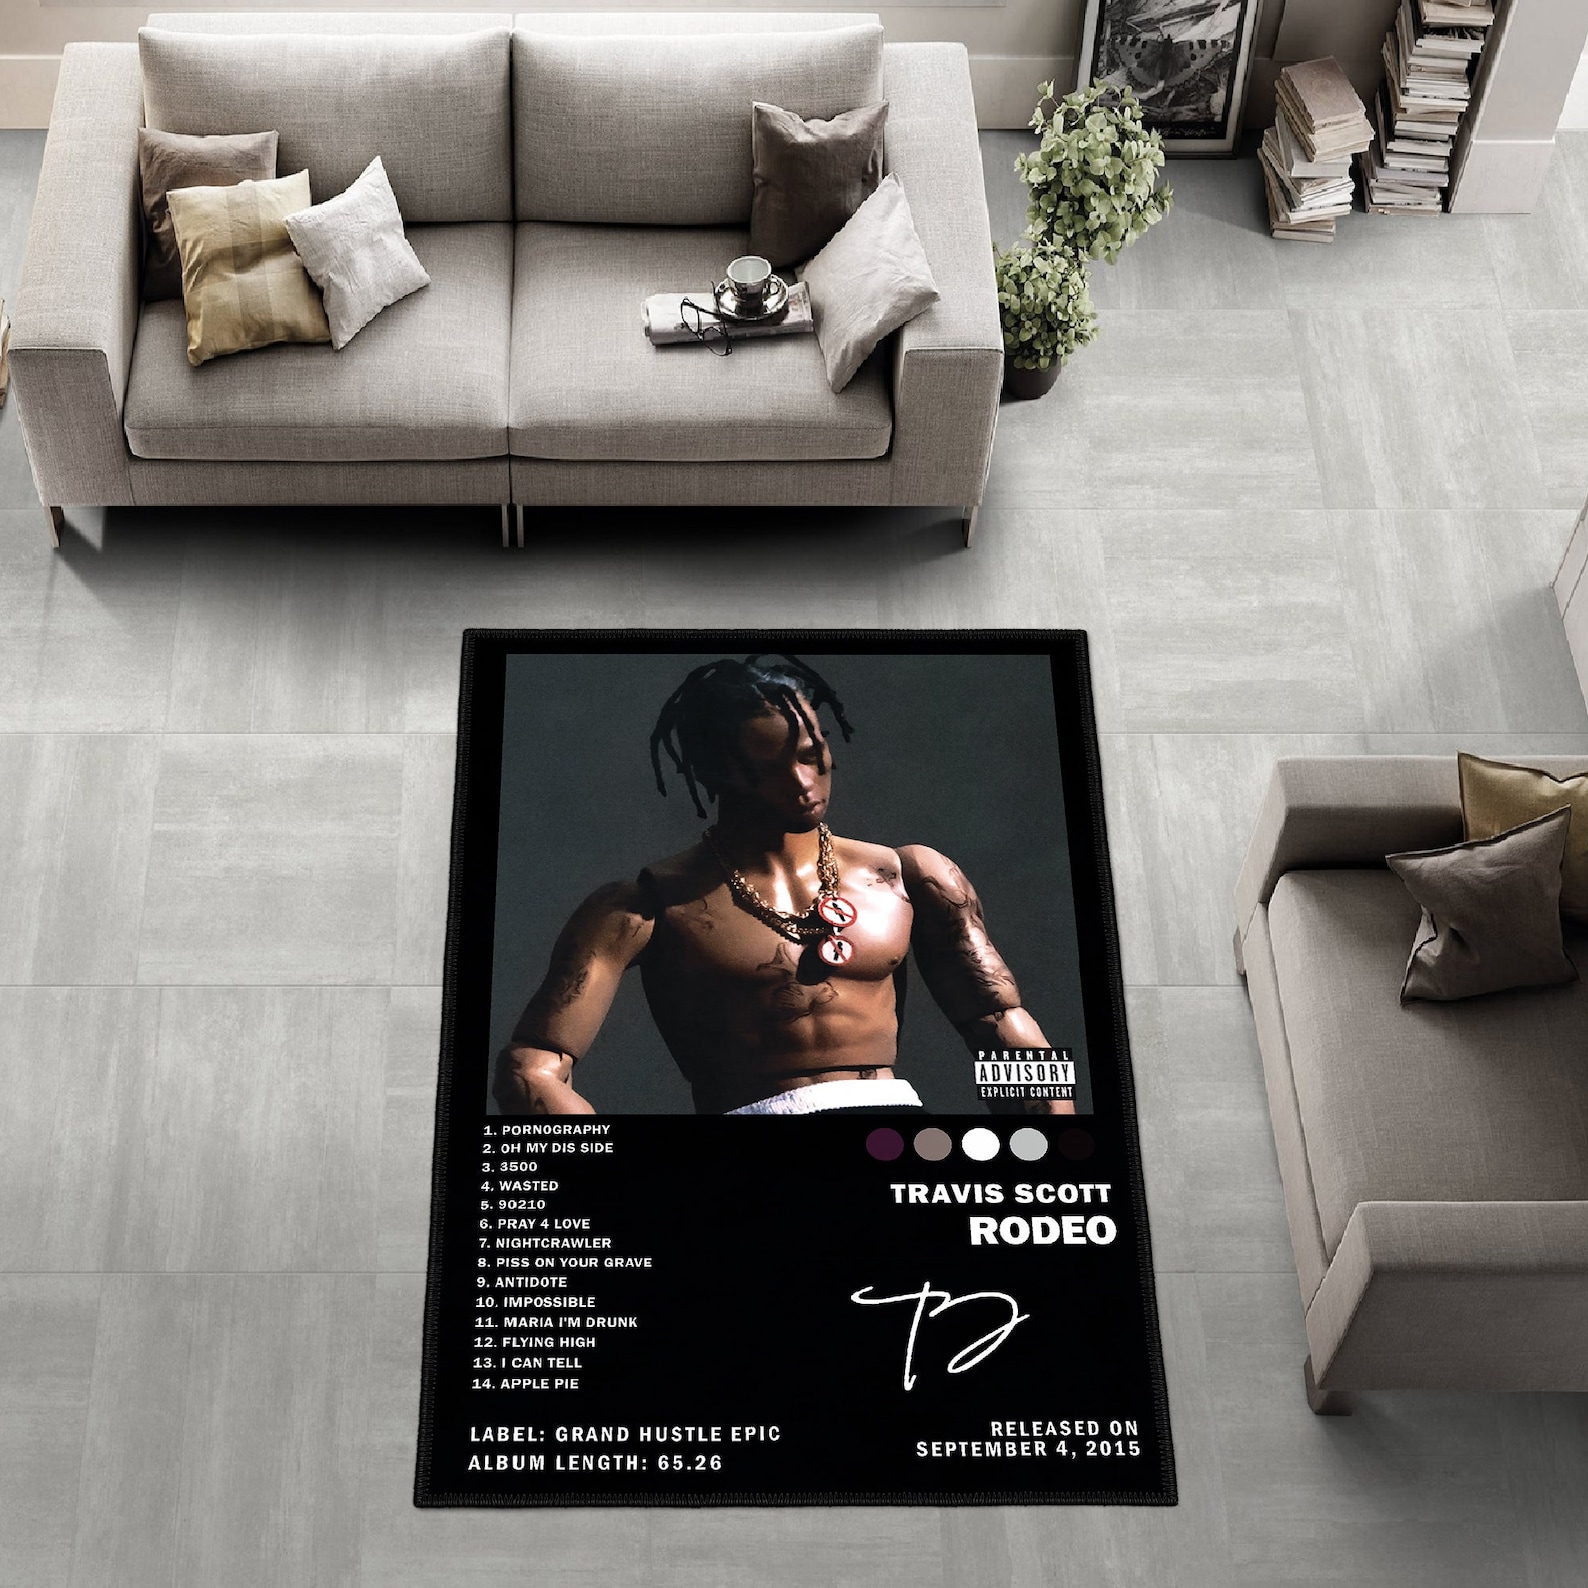 PARENTAL
ADVISORY
EXPLICIT CONTENT
1. PORNOGRAPHY
2. OH MY DIS SIDE
3. 3500
4. WASTED
5. 90210
6. PRAY 4 LOVE
7. NIGHTCRAWLER
8. PISS ON YOUR GRAVE
9. ANTIDOTE
10. IMPOSSIBLE
11. MARIA I'M DRUNK
12. FLYING HIGH
13. I CAN TELL
14. APPLE PIE
TRAVIS SCOTT
RODEO
LABEL: GRAND HUSTLE EPIC
ALBUM LENGTH: 65.26
RELEASED ON
SEPTEMBER 4, 2015